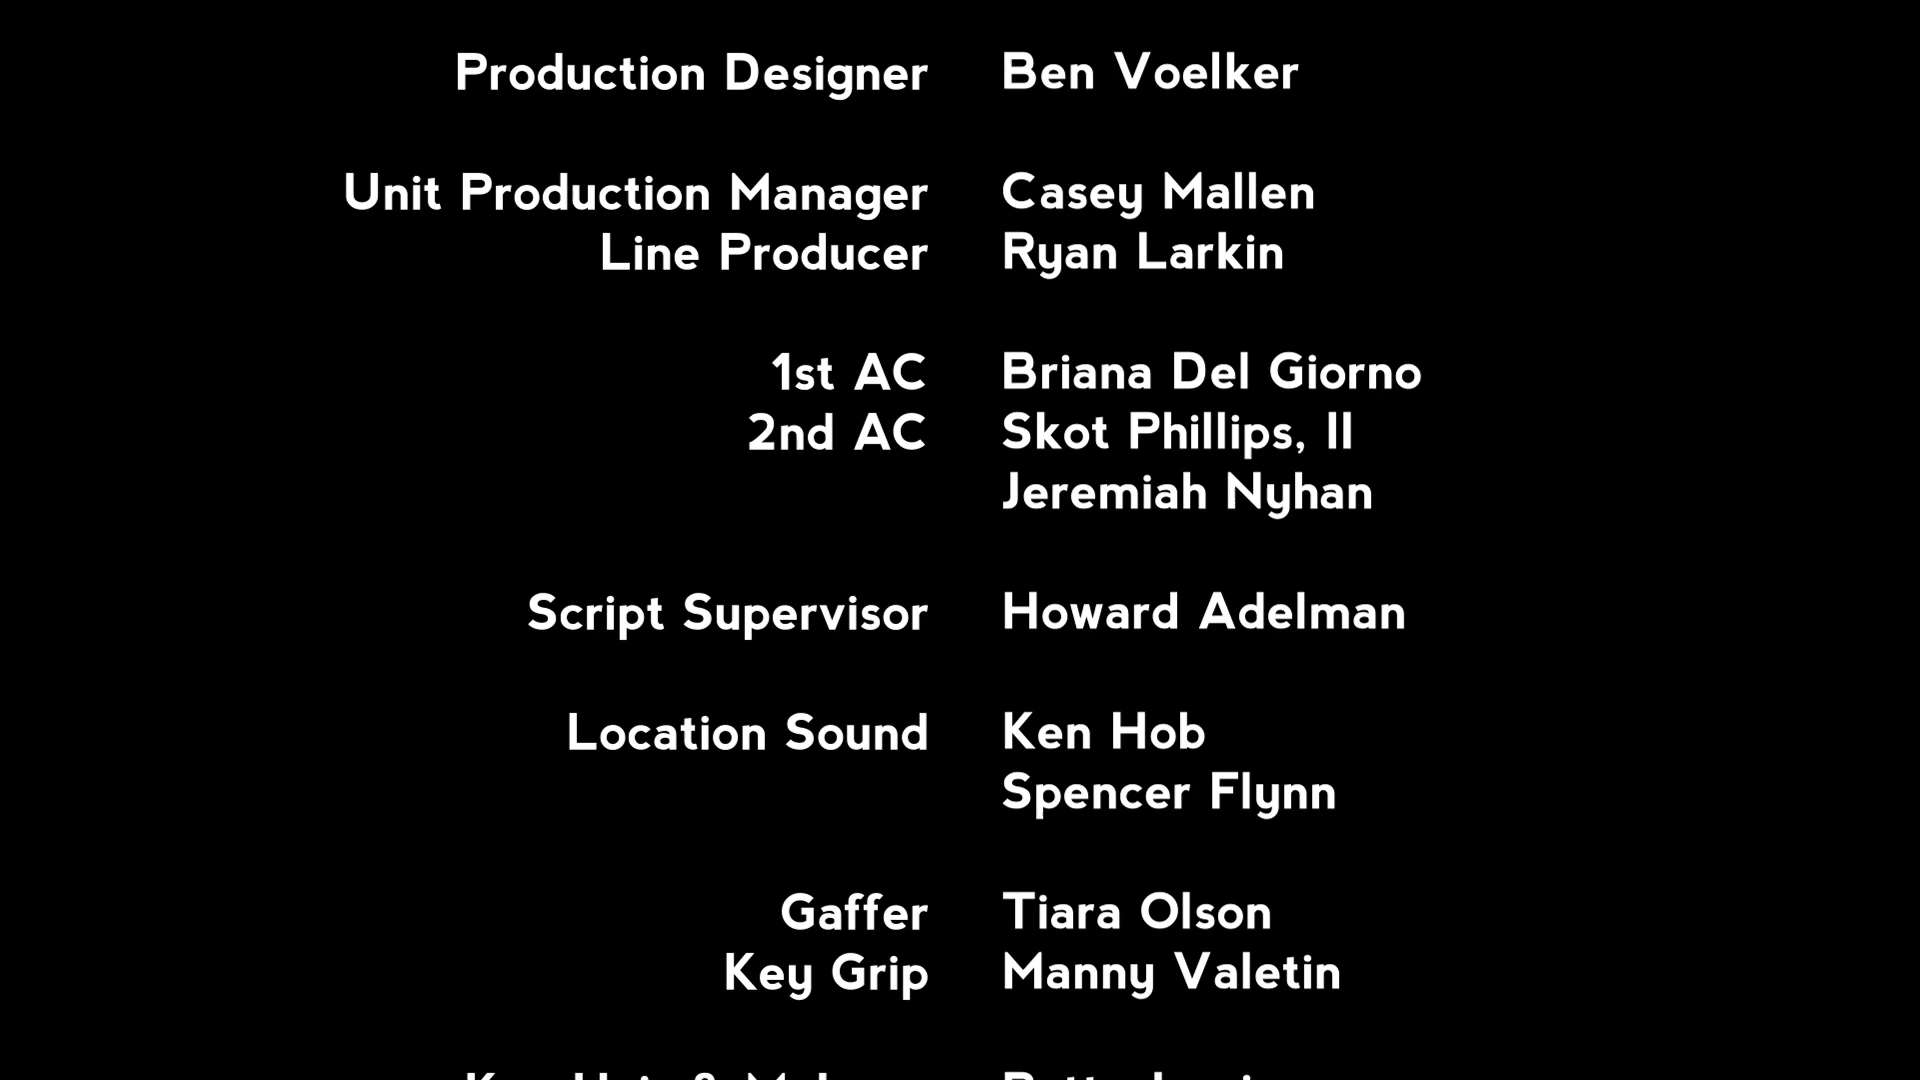 Production Designer Ben Voelker
Unit Production Manager Casey Mallen
Line Producer Ryan Larkin
1st AC Briana Del Giorno
2nd AC Skot Phillips, II
Jeremiah Nyhan
Script Supervisor Howard Adelman
Location Sound Ken Hob
Spencer Flynn
Gaffer Tiara Olson
Key Grip Manny Valetin